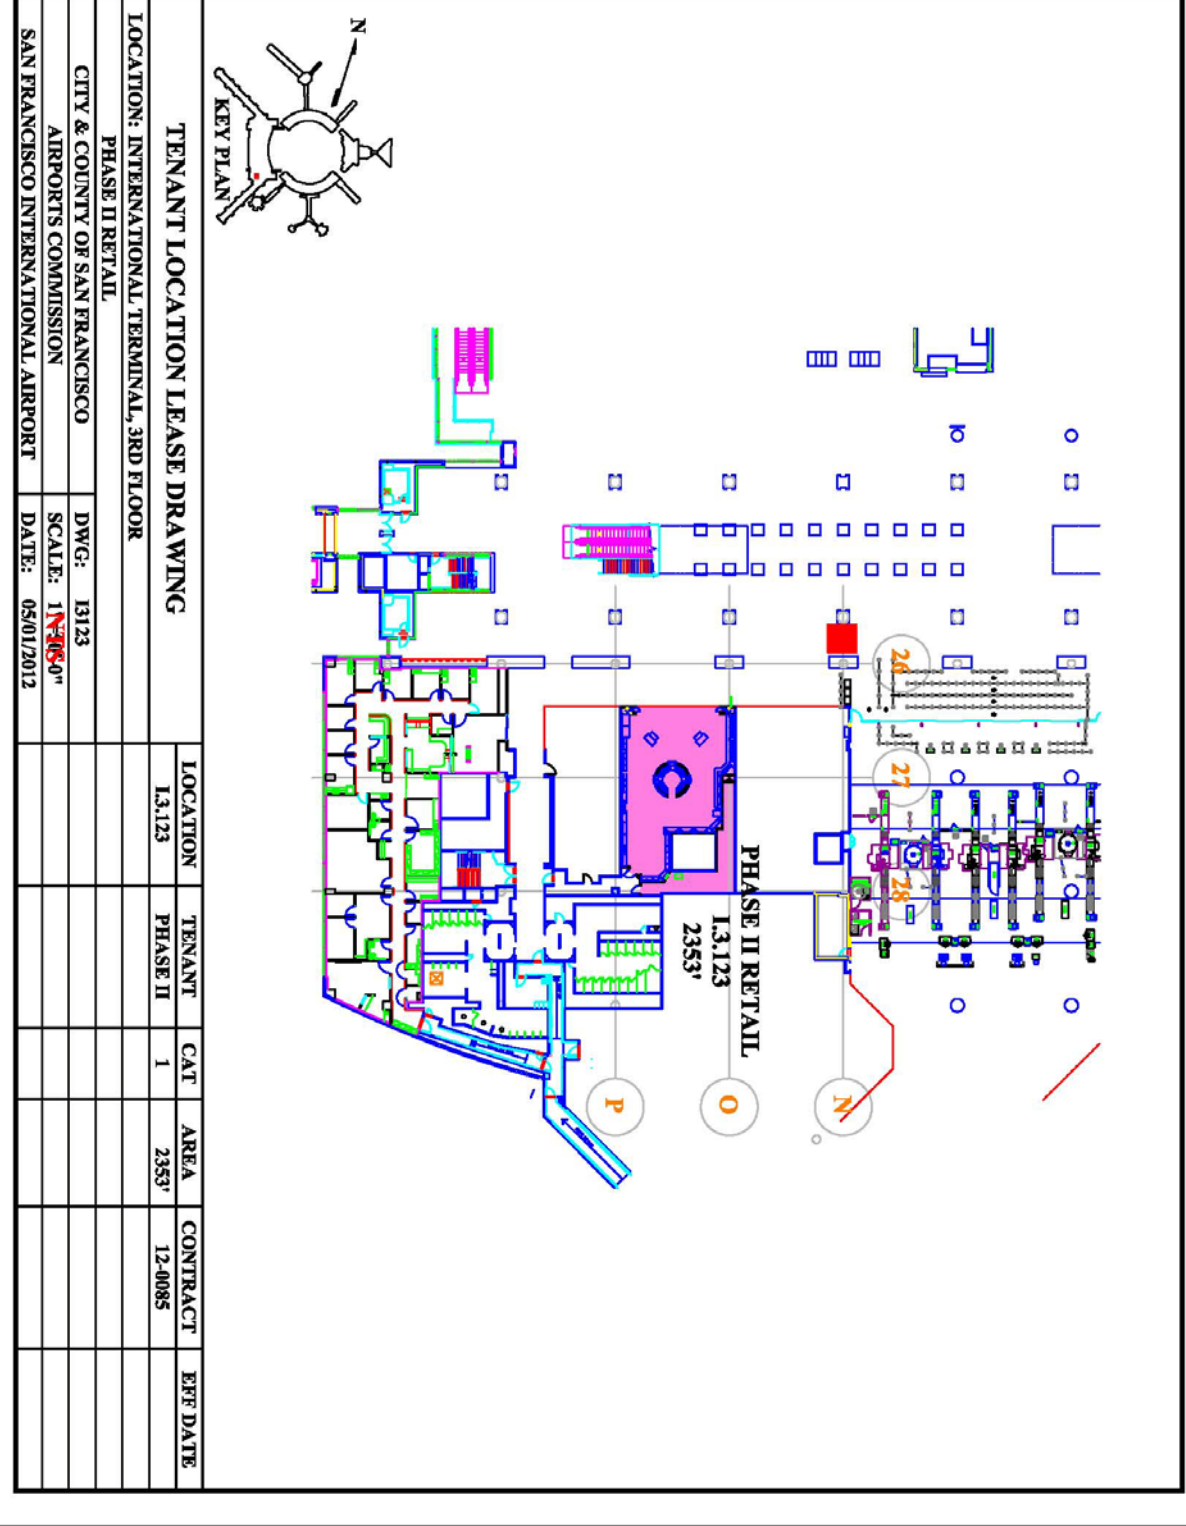 N
KEY PLAN
26
27
28
N
O
P
PHASE II RETAIL
I.3.123
2353'
TENANT LOCATION LEASE DRAWING
LOCATION: INTERNATIONAL TERMINAL, 3RD FLOOR
PHASE II RETAIL
CITY & COUNTY OF SAN FRANCISCO
AIRPORTS COMMISSION
SAN FRANCISCO INTERNATIONAL AIRPORT
DWG: I3123
SCALE: NTS
DATE: 05/01/2012
LOCATION TENANT CAT AREA CONTRACT EFF DATE
I.3.123 PHASE II 1 2353' 12-0085